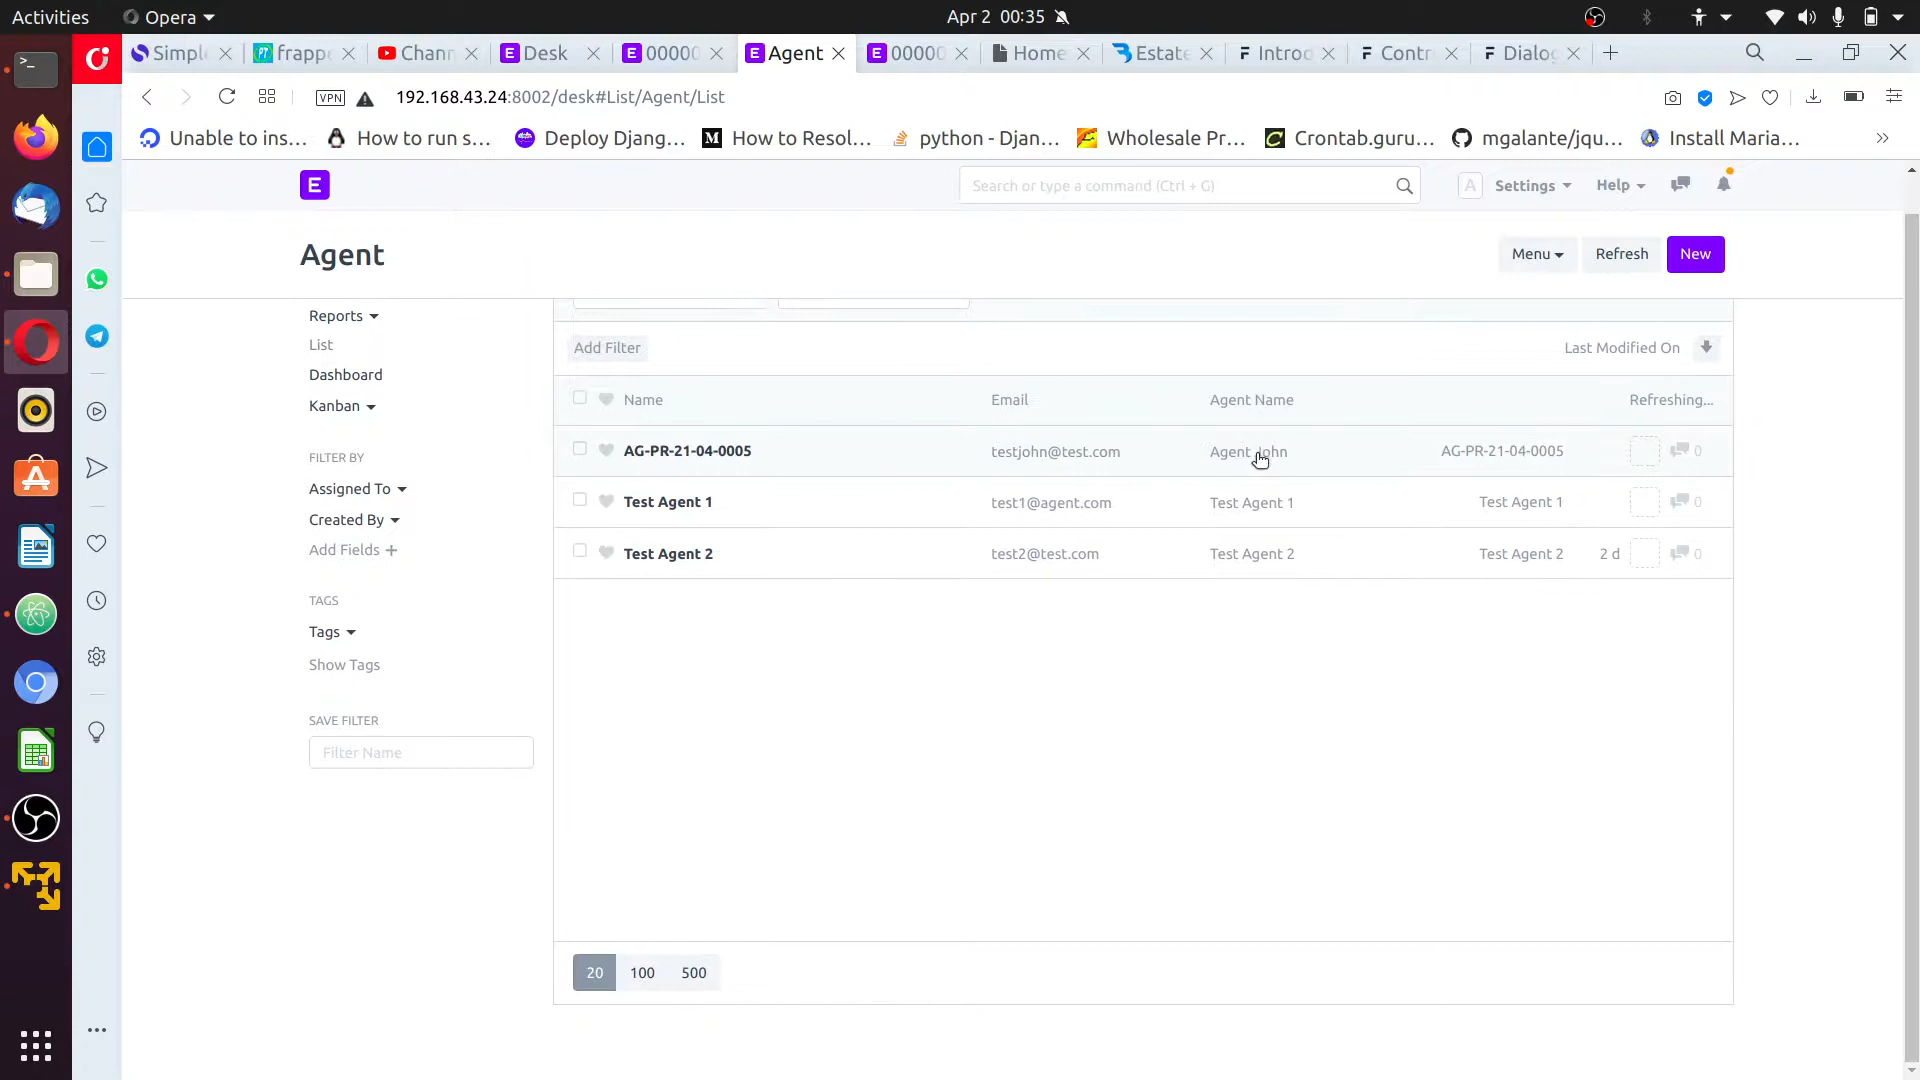 Activities
Opera
Apr 2 00:35
Simpl
frapp
Chann
Desk
00000
Agent
00000
Home
Estate
Introd
Contr
Dialog
VPN
192.168.43.24:8002/desk#List/Agent/List
Unable to ins...
How to run s...
Deploy Djang...
How to Resol...
python - Djan...
Wholesale Pr...
Crontab.guru...
mgalante/jqu...
Install Maria...
E
Search or type a command (Ctrl + G)
A
Settings
Help
Agent
Menu
Refresh
New
Reports
List
Dashboard
Kanban
FILTER BY
Assigned To
Created By
Add Fields +
TAGS
Tags
Show Tags
SAVE FILTER
Filter Name
Add Filter
Last Modified On
Name Email Agent Name Refreshing...
AG-PR-21-04-0005 testjohn@test.com Agent John AG-PR-21-04-0005 0
Test Agent 1 test1@agent.com Test Agent 1 Test Agent 1 0
Test Agent 2 test2@test.com Test Agent 2 Test Agent 2 2 d 0
20 100 500